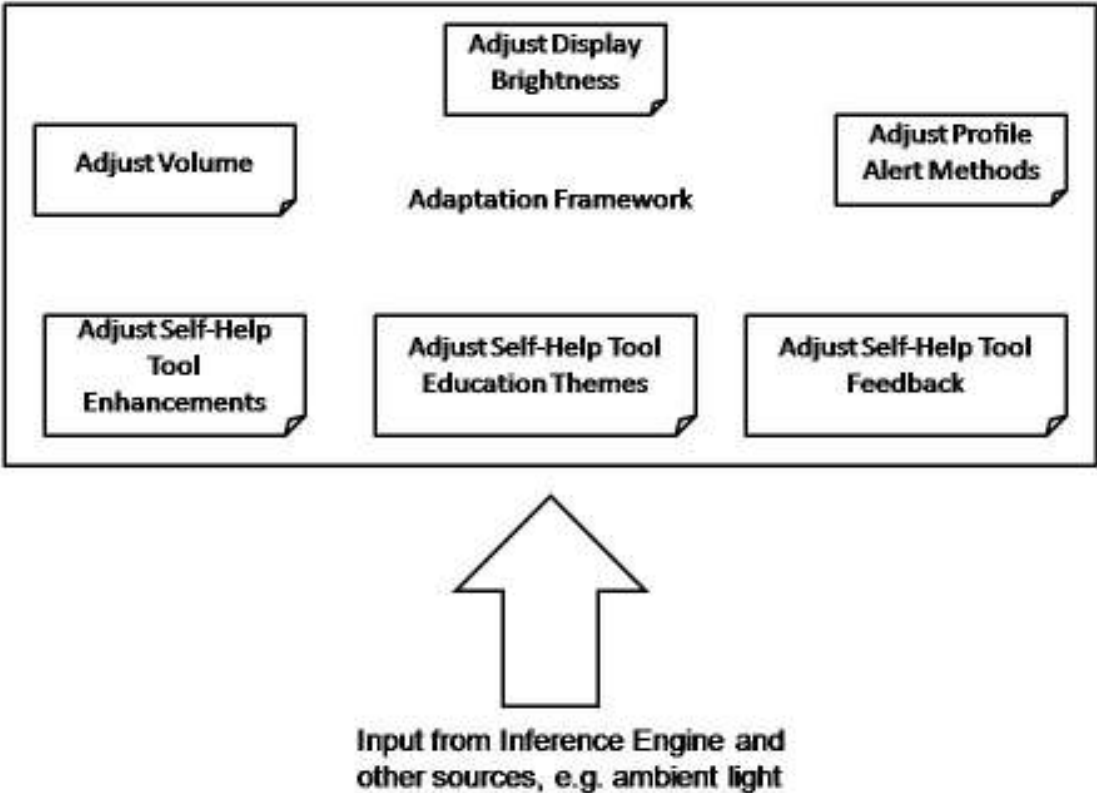 Adjust Display
Brightness
Adjust Volume
Adjust Profile
Alert Methods
Adaptation Framework
Adjust Self-Help
Tool
Enhancements
Adjust Self-Help Tool
Education Themes
Adjust Self-Help Tool
Feedback
Input from Inference Engine and
other sources, e.g. ambient light